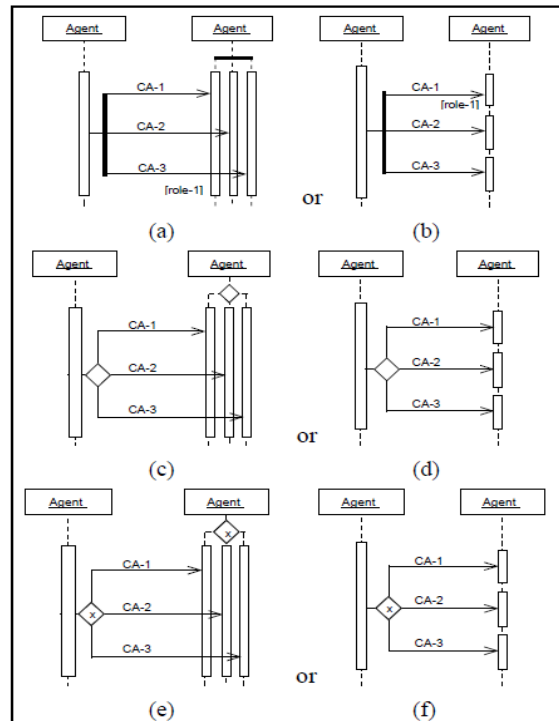 Agent Agent Agent Agent
CA-1 CA-1
[role-1]
CA-2 CA-2
CA-3 CA-3
[role-1]
or
(a) (b)
Agent Agent Agent Agent
CA-1 CA-1
CA-2 CA-2
CA-3 CA-3
or
(c) (d)
Agent Agent Agent Agent
x
CA-1 CA-1
x CA-2 x CA-2
CA-3 CA-3
or
(e) (f)